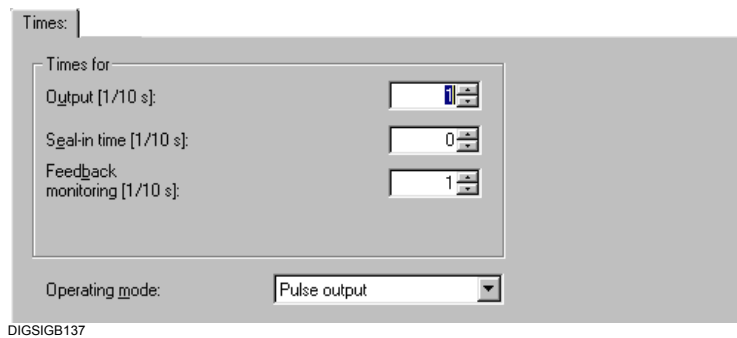 Times:
Times for
Output [1/10 s]: 1
Seal-in time [1/10 s]: 0
Feedback
monitoring [1/10 s]: 1
Operating mode: Pulse output
DIGSIGB137